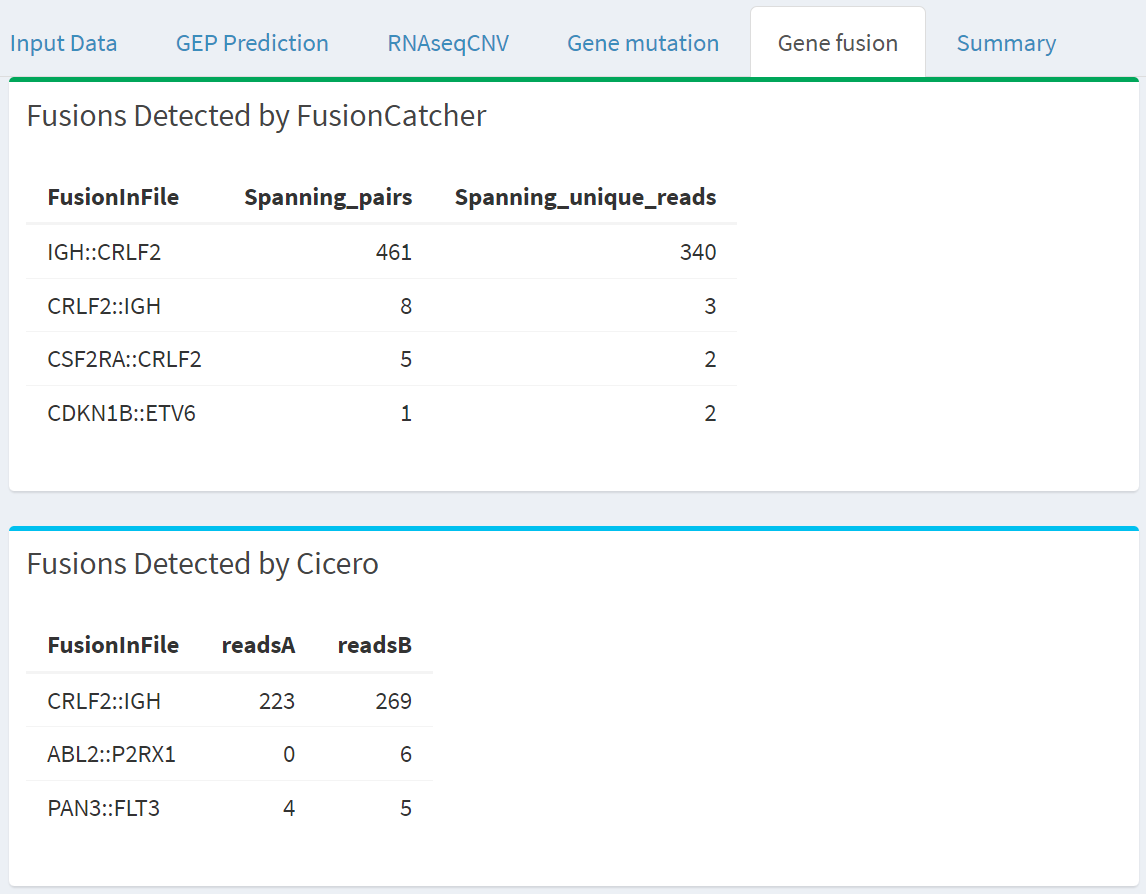 Input Data GEP Prediction RNAseqCNV Gene mutation Gene fusion Summary
Fusions Detected by FusionCatcher
FusionInFile Spanning_pairs Spanning_unique_reads
IGH::CRLF2 461 340
CRLF2::IGH 8 3
CSF2RA::CRLF2 5 2
CDKN1B::ETV6 1 2
Fusions Detected by Cicero
FusionInFile readsA readsB
CRLF2::IGH 223 269
ABL2::P2RX1 0 6
PAN3::FLT3 4 5